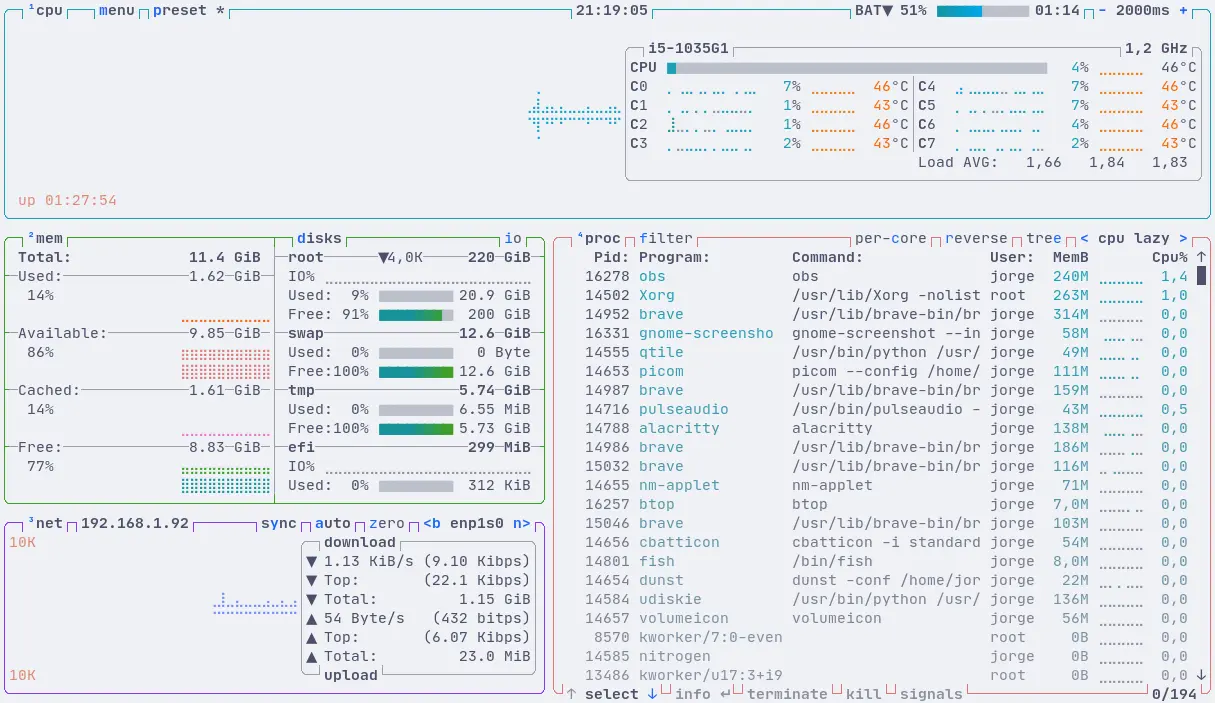 ¹cpu menu preset * 21:19:05 BAT▼ 51% 01:14 - 2000ms +
i5-1035G1 1,2 GHz
CPU 4% 46°C
C0 7% 46°C C4 7% 46°C
C1 1% 43°C C5 7% 43°C
C2 1% 46°C C6 4% 46°C
C3 2% 43°C C7 2% 43°C
Load AVG: 1,66 1,84 1,83
up 01:27:54
²mem
Total: 11.4 GiB
Used: 1.62 GiB
14%
Available: 9.85 GiB
86%
Cached: 1.61 GiB
14%
Free: 8.83 GiB
77%
disks io
root ▼4,0K 220 GiB
IO%
Used: 9% 20.9 GiB
Free: 91% 200 GiB
swap 12.6 GiB
Used: 0% 0 Byte
Free:100% 12.6 GiB
tmp 5.74 GiB
Used: 0% 6.55 MiB
Free:100% 5.73 GiB
efi 299 MiB
IO%
Used: 0% 312 KiB
³net 192.168.1.92 sync auto zero <b enp1s0 n>
10K
download
▼ 1.13 KiB/s (9.10 Kibps)
▼ Top: (22.1 Kibps)
▼ Total: 1.15 GiB
▲ 54 Byte/s (432 bitps)
▲ Top: (6.07 Kibps)
▲ Total: 23.0 MiB
upload
10K
⁴proc filter per-core reverse tree < cpu lazy >
Pid: Program: Command: User: MemB Cpu% ↑
16278 obs obs jorge 240M 1,4
14502 Xorg /usr/lib/Xorg -nolist root 263M 1,0
14952 brave /usr/lib/brave-bin/br jorge 314M 0,0
16331 gnome-screensho gnome-screenshot --in jorge 58M 0,0
14555 qtile /usr/bin/python /usr/ jorge 49M 0,0
14653 picom picom --config /home/ jorge 111M 0,0
14987 brave /usr/lib/brave-bin/br jorge 159M 0,0
14716 pulseaudio /usr/bin/pulseaudio - jorge 43M 0,5
14788 alacritty alacritty jorge 138M 0,0
14986 brave /usr/lib/brave-bin/br jorge 186M 0,0
15032 brave /usr/lib/brave-bin/br jorge 116M 0,0
14655 nm-applet nm-applet jorge 71M 0,0
16257 btop btop jorge 7,0M 0,0
15046 brave /usr/lib/brave-bin/br jorge 103M 0,0
14656 cbatticon cbatticon -i standard jorge 54M 0,0
14801 fish /bin/fish jorge 8,0M 0,0
14654 dunst dunst -conf /home/jor jorge 22M 0,0
14584 udiskie /usr/bin/python /usr/ jorge 136M 0,0
14657 volumeicon volumeicon jorge 56M 0,0
8570 kworker/7:0-even root 0B 0,0
14585 nitrogen jorge 0B 0,0
13486 kworker/u17:3+i9 root 0B 0,0 ↓
↑ select ↓ info ↵ terminate kill signals 0/194